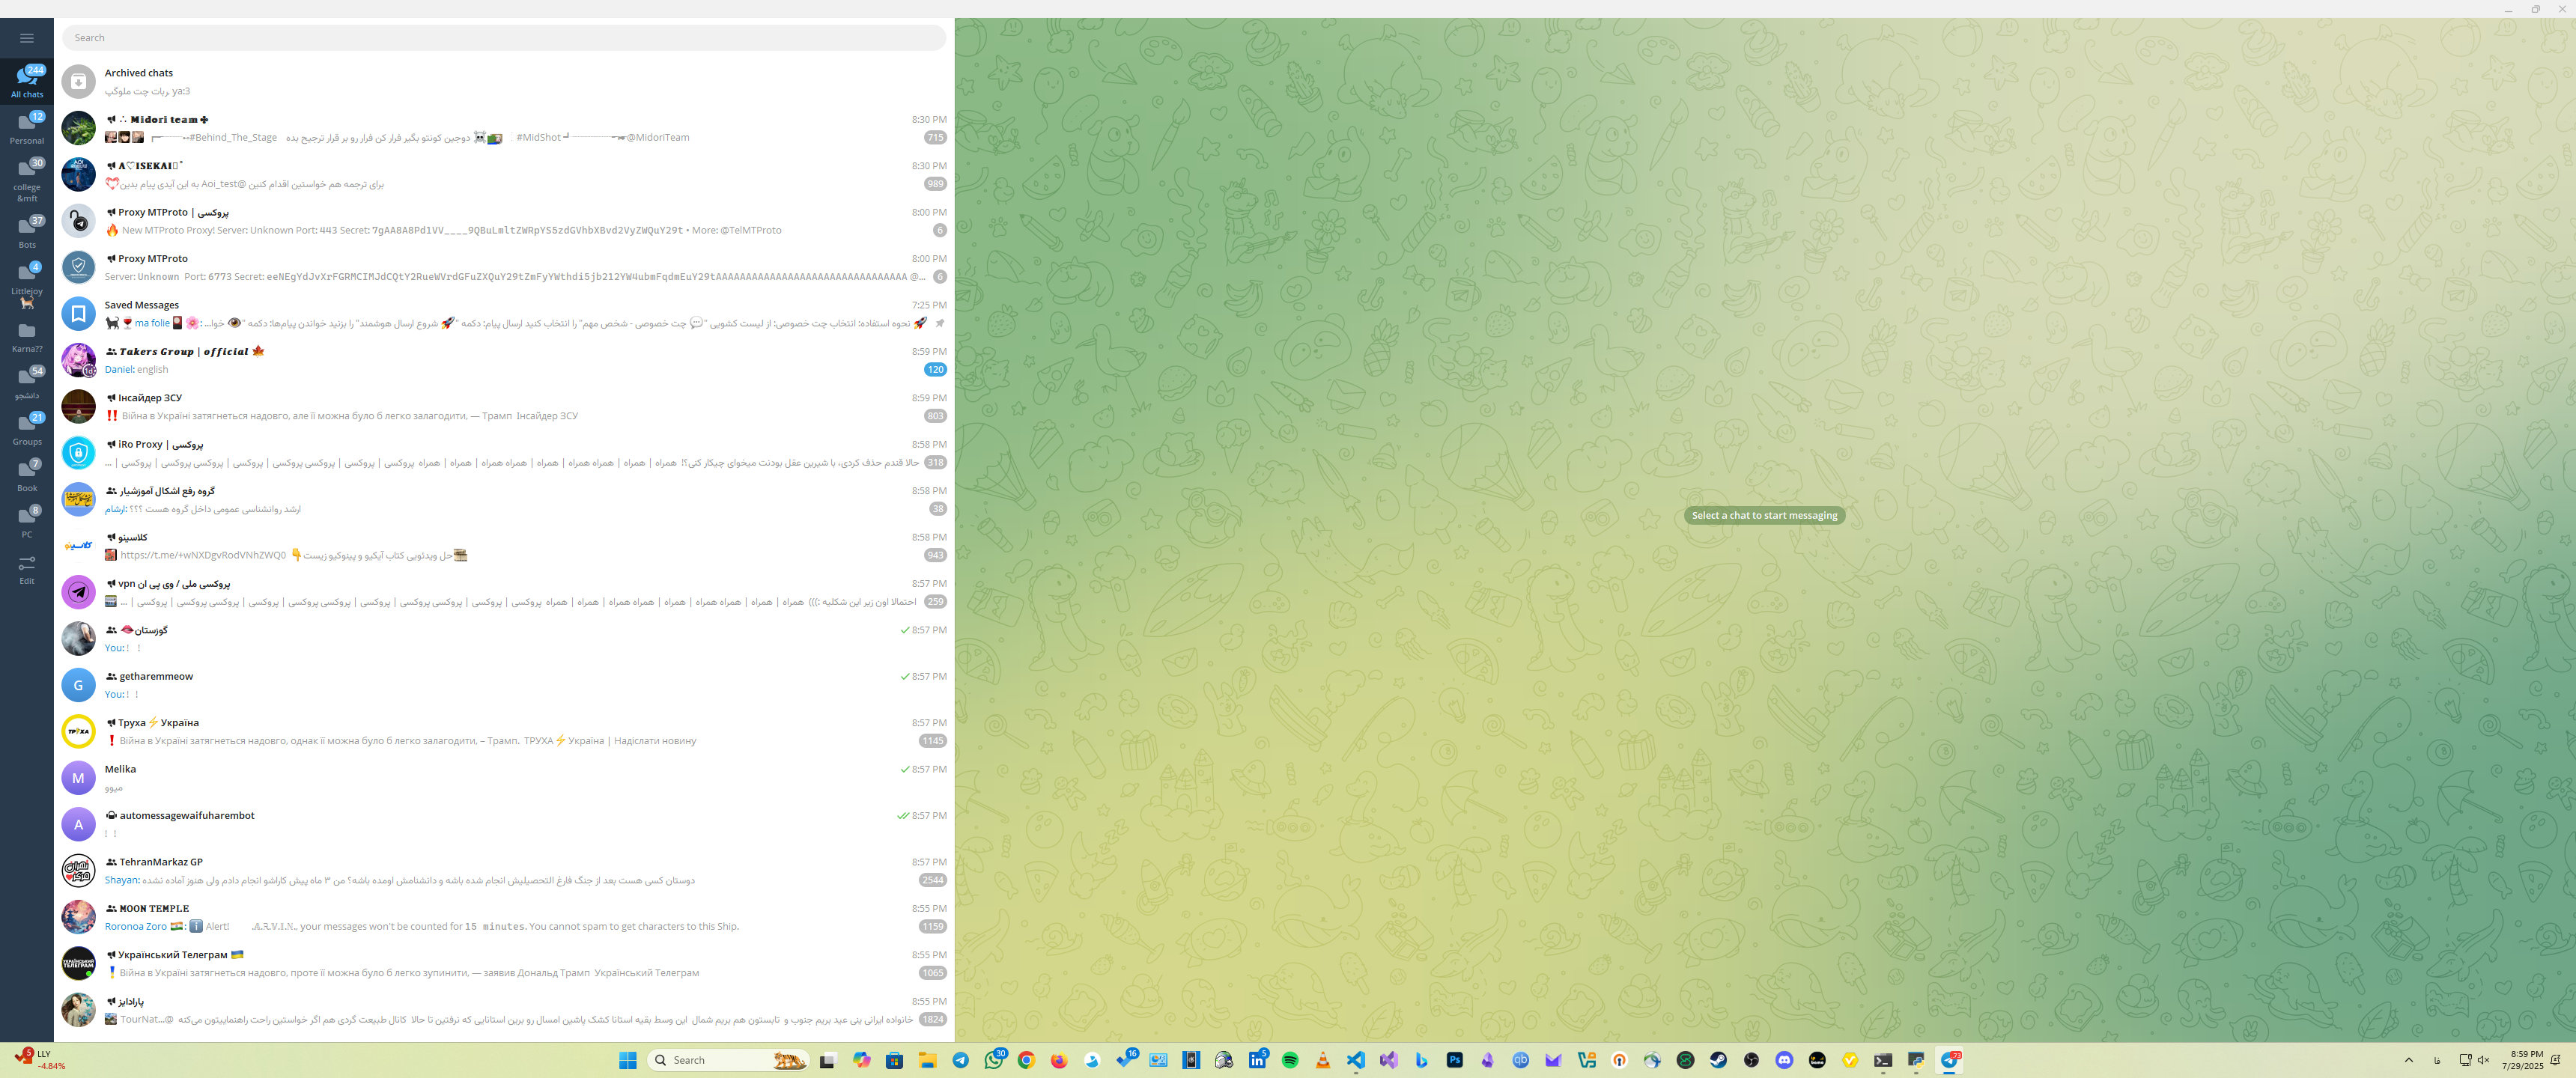 Search
244
All chats
12
Personal
30
college
&mft
37
Bots
4
Littlejoy
Karna??
54
دانشجو
21
Groups
7
Book
8
PC
Edit
Archived chats
ربات چت ملوگپ, ya:3
∴ Midori team ✤
8:30 PM
#Behind_The_Stage دوجین کونتو بگیر فرار کن فرار رو بر قرار ترجیح بده ☠ #MidShot @MidoriTeam
715
Λ♡ISEKΛI
8:30 PM
برای ترجمه هم خواستین اقدام کنین @Aoi_test به این آیدی پیام بدین
989
Proxy MTProto | پروکسی
8:00 PM
🔥 New MTProto Proxy! Server: Unknown Port: 443 Secret: 7gAA8A8Pd1VV____9QBuLmltZWRpYS5zdGVhbXBvd2VyZWQuY29t • More: @TelMTProto
6
Proxy MTProto
8:00 PM
Server: Unknown Port: 6773 Secret: eeNEgYdJvXrFGRMCIMJdCQtY2RueWVrdGFuZXQuY29tZmFyYWthdi5jb212YW4ubmFqdmEuY29tAAAAAAAAAAAAAAAAAAAAAAAAAAAAAAAA @...
6
Saved Messages
7:25 PM
🐈‍⬛🍷ma folie🎴🌸: 🚀 نحوه استفاده: انتخاب چت خصوصی: از لیست کشویی "💬 چت خصوصی - شخص مهم" را انتخاب کنید ارسال پیام: دکمه "🚀 شروع ارسال هوشمند" را بزنید خواندن پیام‌ها: دکمه "👁 خوا...
Takers Group | official 🍁
8:59 PM
Daniel: english
120
Інсайдер ЗСУ
8:59 PM
‼️ Війна в Україні затягнеться надовго, але її можна було б легко залагодити, — Трамп Інсайдер ЗСУ
803
iRo Proxy | پروکسی
8:58 PM
حالا قندم حذف کردی، با شیرین عقل بودنت میخوای چیکار کنی؟! همراه | همراه | همراه همراه | همراه | همراه همراه | همراه | همراه پروکسی | پروکسی | پروکسی پروکسی | پروکسی | پروکسی پروکسی | پروکسی | ...
318
گروه رفع اشکال آموزشیار
8:58 PM
ارشام: ارشد روانشناسی عمومی داخل گروه هست ؟؟؟
38
کلاسینو
8:58 PM
https://t.me/+wNXDgvRodVNhZWQ0 👇حل ویدئویی کتاب آیکیو و پینوکیو زیست
943
پروکسی ملی / وی پی ان vpn
8:57 PM
احتمالا اون زیر این شکلیه :))) همراه | همراه | همراه همراه | همراه | همراه همراه | همراه | همراه پروکسی | پروکسی | پروکسی پروکسی | پروکسی | پروکسی پروکسی | پروکسی | پروکسی پروکسی | پروکسی | ...
259
گوزستان🫦
8:57 PM
You: ! !
getharemmeow
8:57 PM
G
You: ! !
Труха⚡Україна
8:57 PM
❗Війна в Україні затягнеться надовго, однак її можна було б легко залагодити, – Трамп. ТРУХА⚡Україна | Надіслати новину
1145
Melika
8:57 PM
M
میوو
automessagewaifuharembot
8:57 PM
A
! !
TehranMarkaz GP
8:57 PM
Shayan: دوستان کسی هست بعد از جنگ فارغ التحصیلیش انجام شده باشه و دانشنامش اومده باشه؟ من ۳ ماه پیش کاراشو انجام دادم ولی هنوز آماده نشده
2544
MOON TEMPLE
8:55 PM
Roronoa Zoro: ℹ️ Alert! .A.R.V.I.N., your messages won't be counted for 15 minutes. You cannot spam to get characters to this Ship.
1159
Український Телеграм
8:55 PM
Війна в Україні затягнеться надовго, проте її можна було б легко зупинити, — заявив Дональд Трамп Український Телеграм
1065
پارادایز
8:55 PM
خانواده ایرانی ینی عید بریم جنوب و تابستون هم بریم شمال این وسط بقیه استانا کشک پاشین امسال رو برین استانایی که نرفتین تا حالا کانال طبیعت گردی هم اگر خواستین راحت راهنماییتون می‌کنه @TourNat...
1824
Select a chat to start messaging
5
LLY
-4.84%
Search
30
16
5
73
فا
8:59 PM
7/29/2025